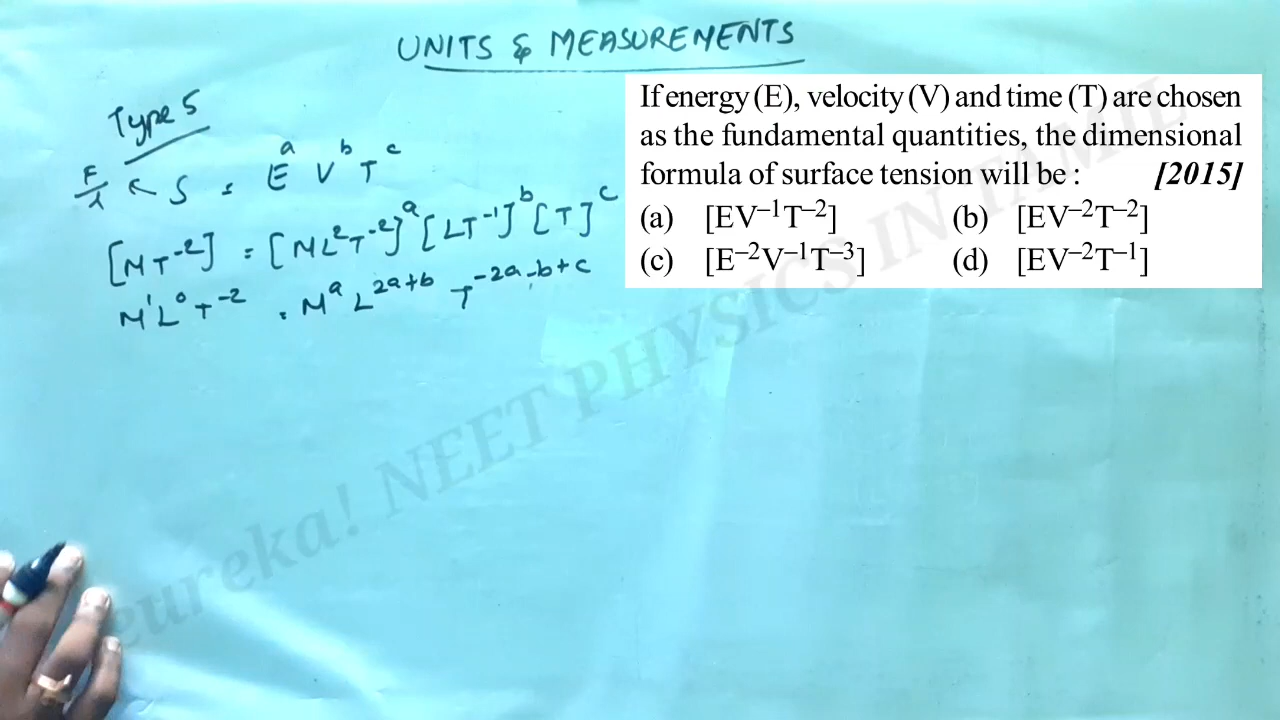 UNITS & MEASUREMENTS
Type 5
F/l ← S = E^a V^b T^c
[MT^-2] = [ML^2T^-2]^a [LT^-1]^b [T]^c
M^1L^0T^-2 = M^a L^2a+b T^-2a-b+c
If energy (E), velocity (V) and time (T) are chosen
as the fundamental quantities, the dimensional
formula of surface tension will be : [2015]
(a) [EV^–1T^–2] (b) [EV^–2T^–2]
(c) [E^–2V^–1T^–3] (d) [EV^–2T^–1]
eureka! NEET PHYSICS IN TAMIL